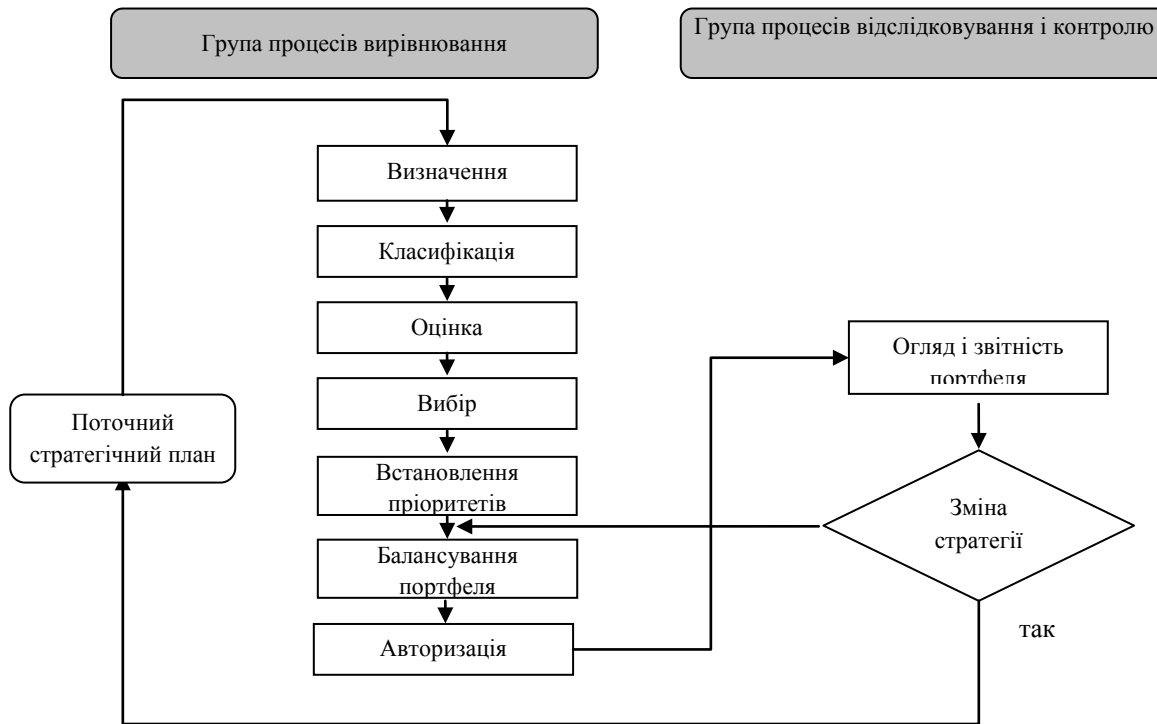 Група процесів вирівнювання
Група процесів відслідковування і контролю
Визначення
Класифікація
Оцінка
Вибір
Встановлення
пріоритетів
Балансування
портфеля
Авторизація
Поточний
стратегічний план
Огляд і звітність
портфеля
Зміна
стратегії
так